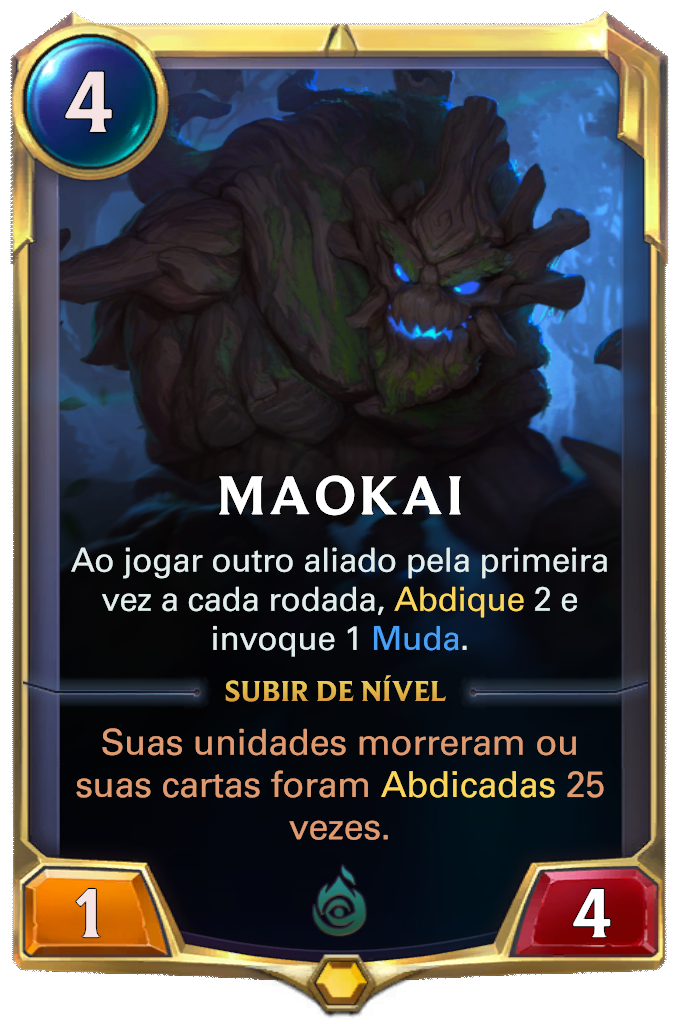 4
MAOKAI
Ao jogar outro aliado pela primeira
vez a cada rodada, Abdique 2 e
invoque 1 Muda.
SUBIR DE NÍVEL
Suas unidades morreram ou
suas cartas foram Abdicadas 25
vezes.
1
4